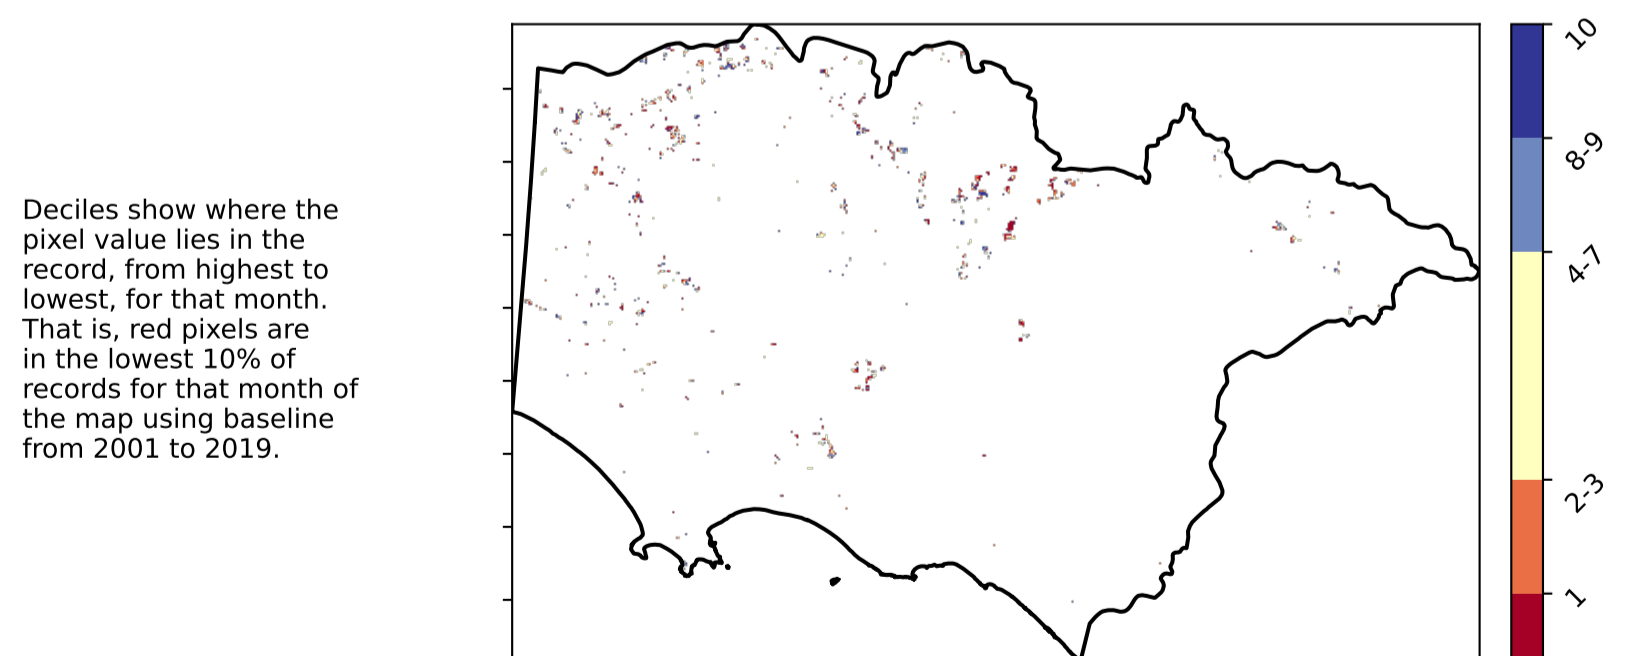 Deciles show where the
pixel value lies in the
record, from highest to
lowest, for that month.
That is, red pixels are
in the lowest 10% of
records for that month of
the map using baseline
from 2001 to 2019.
10
8-9
4-7
2-3
1